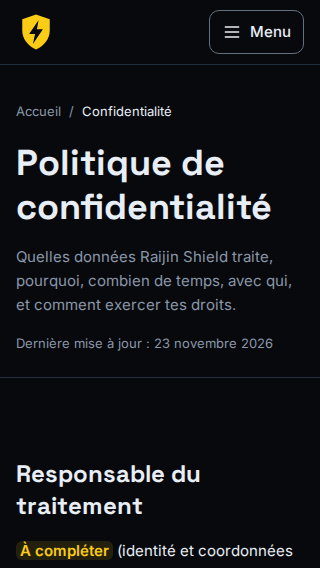 Menu
Accueil / Confidentialité
Politique de
confidentialité
Quelles données Raijin Shield traite,
pourquoi, combien de temps, avec qui,
et comment exercer tes droits.
Dernière mise à jour : 23 novembre 2026
Responsable du
traitement
À compléter (identité et coordonnées